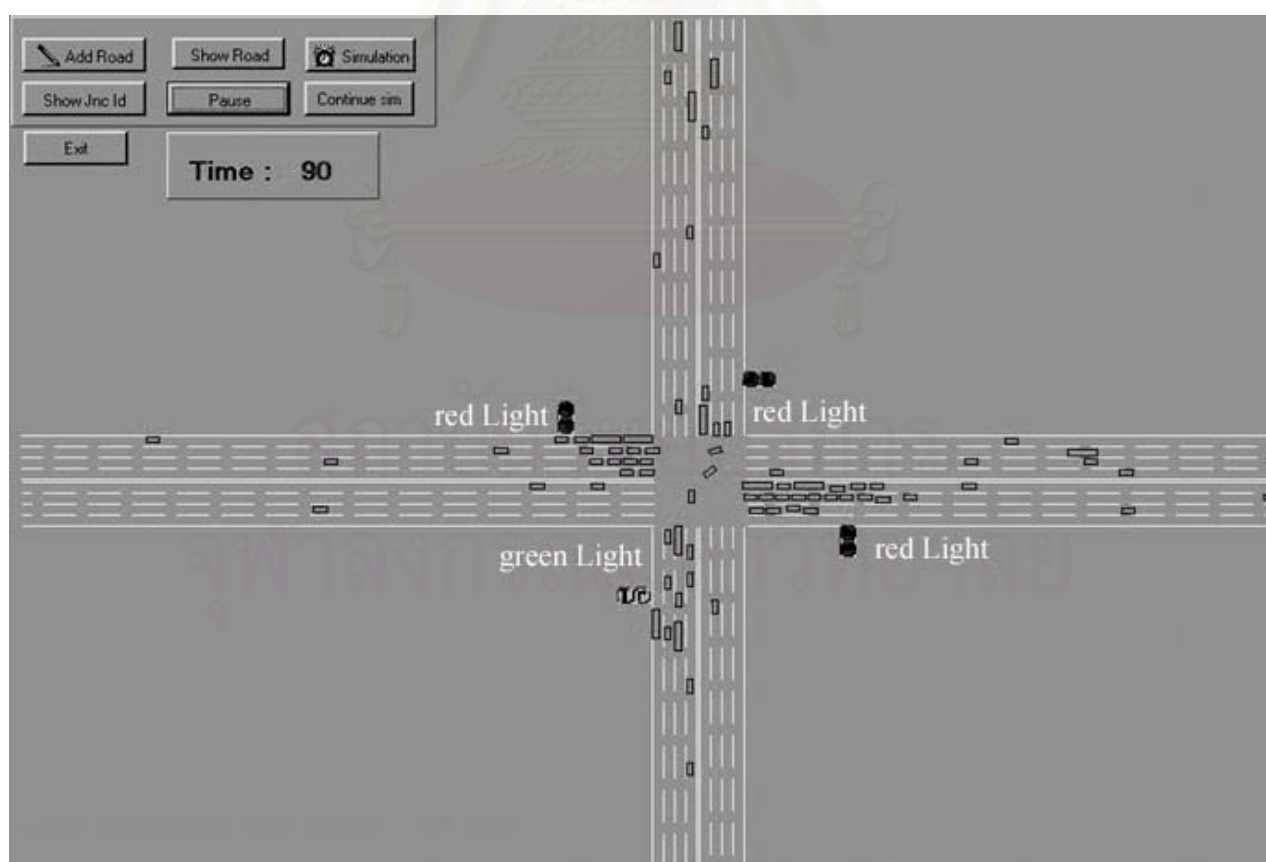 Add Road
Show Road
Simulation
Show Jnc Id
Pause
Continue sim
Exit
Time : 90
red Light
red Light
green Light
red Light